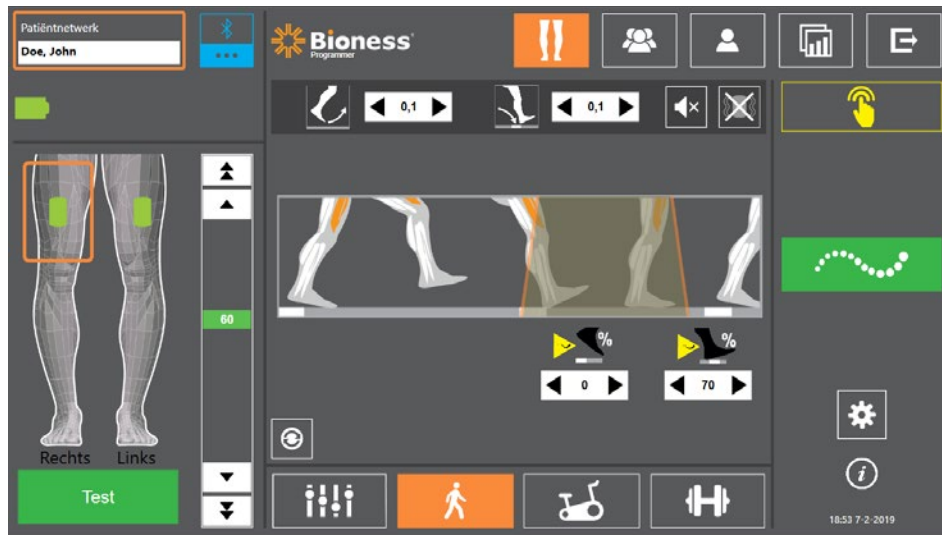 Patiëntnetwerk
Doe, John
Bioness
Programmer
0,1
0,1
60
%
%
0
70
Rechts
Links
Test
i
18:53 7-2-2019